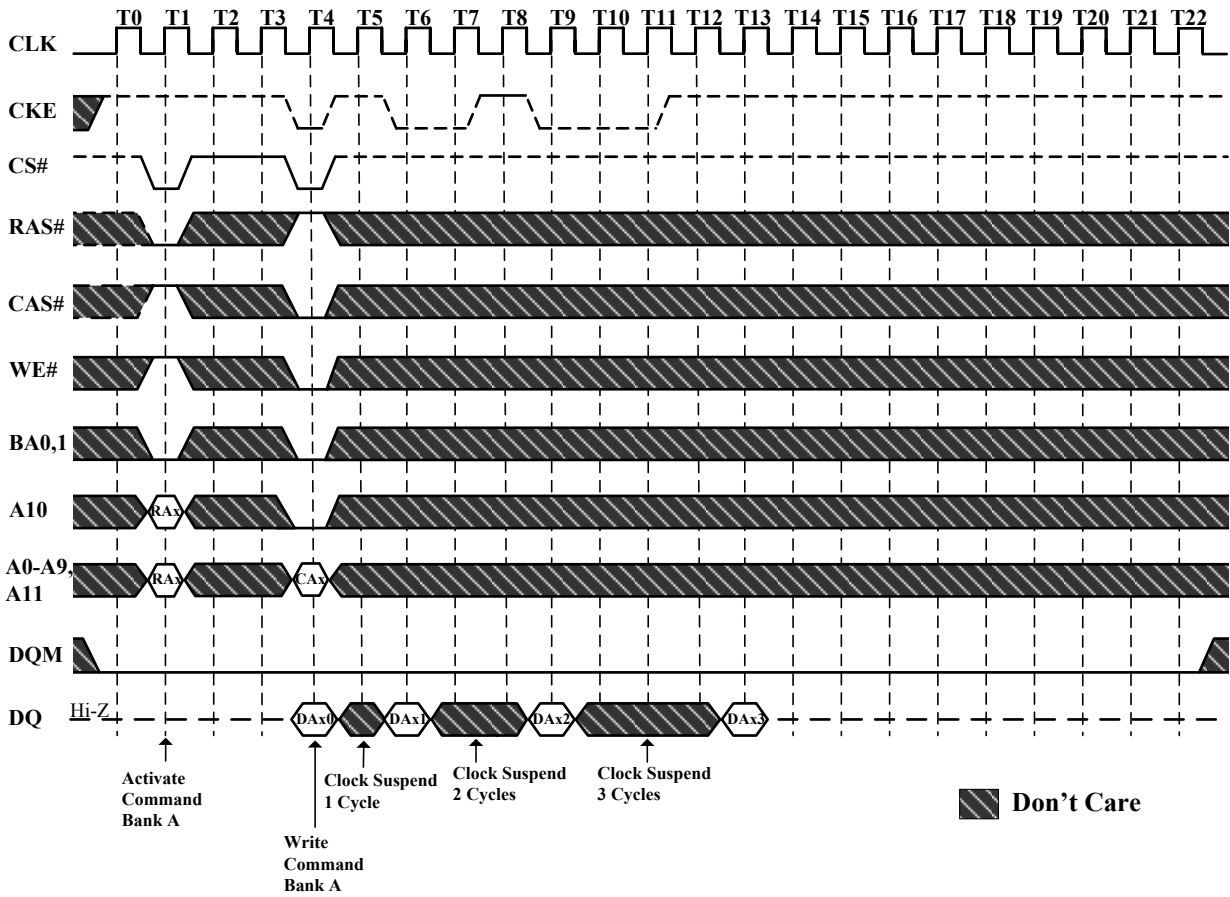 T0 T1 T2 T3 T4 T5 T6 T7 T8 T9 T10 T11 T12 T13 T14 T15 T16 T17 T18 T19 T20 T21 T22
CLK
CKE
CS#
RAS#
CAS#
WE#
BA0,1
A10 RAx
A0-A9,
A11 RAx CAx
DQM
DQ Hi-Z DAx0 DAx1 DAx2 DAx3
Activate
Command
Bank A
Write
Command
Bank A
Clock Suspend
1 Cycle
Clock Suspend
2 Cycles
Clock Suspend
3 Cycles
Don't Care